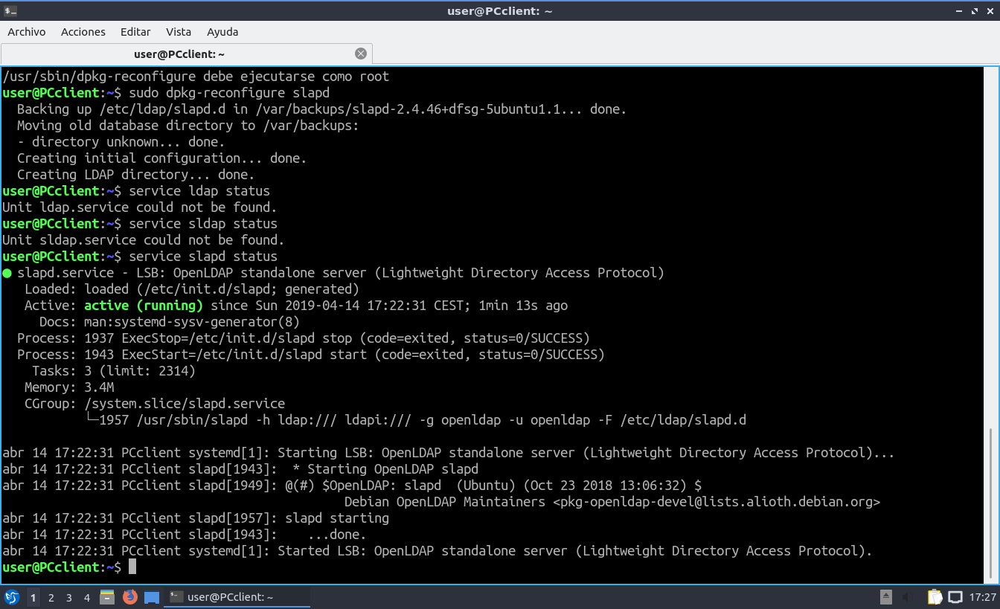 user@PCclient: ~
Archivo Acciones Editar Vista Ayuda
user@PCclient: ~
/usr/sbin/dpkg-reconfigure debe ejecutarse como root
user@PCclient:~$ sudo dpkg-reconfigure slapd
  Backing up /etc/ldap/slapd.d in /var/backups/slapd-2.4.46+dfsg-5ubuntu1.1... done.
  Moving old database directory to /var/backups:
  - directory unknown... done.
  Creating initial configuration... done.
  Creating LDAP directory... done.
user@PCclient:~$ service ldap status
Unit ldap.service could not be found.
user@PCclient:~$ service sldap status
Unit sldap.service could not be found.
user@PCclient:~$ service slapd status
● slapd.service - LSB: OpenLDAP standalone server (Lightweight Directory Access Protocol)
   Loaded: loaded (/etc/init.d/slapd; generated)
   Active: active (running) since Sun 2019-04-14 17:22:31 CEST; 1min 13s ago
     Docs: man:systemd-sysv-generator(8)
  Process: 1937 ExecStop=/etc/init.d/slapd stop (code=exited, status=0/SUCCESS)
  Process: 1943 ExecStart=/etc/init.d/slapd start (code=exited, status=0/SUCCESS)
    Tasks: 3 (limit: 2314)
   Memory: 3.4M
   CGroup: /system.slice/slapd.service
           └─1957 /usr/sbin/slapd -h ldap:/// ldapi:/// -g openldap -u openldap -F /etc/ldap/slapd.d
abr 14 17:22:31 PCclient systemd[1]: Starting LSB: OpenLDAP standalone server (Lightweight Directory Access Protocol)...
abr 14 17:22:31 PCclient slapd[1943]:  * Starting OpenLDAP slapd
abr 14 17:22:31 PCclient slapd[1949]: @(#) $OpenLDAP: slapd  (Ubuntu) (Oct 23 2018 13:06:32) $
                                              Debian OpenLDAP Maintainers <pkg-openldap-devel@lists.alioth.debian.org>
abr 14 17:22:31 PCclient slapd[1957]: slapd starting
abr 14 17:22:31 PCclient slapd[1943]:    ...done.
abr 14 17:22:31 PCclient systemd[1]: Started LSB: OpenLDAP standalone server (Lightweight Directory Access Protocol).
user@PCclient:~$
1 2 3 4 user@PCclient: ~ 17:27